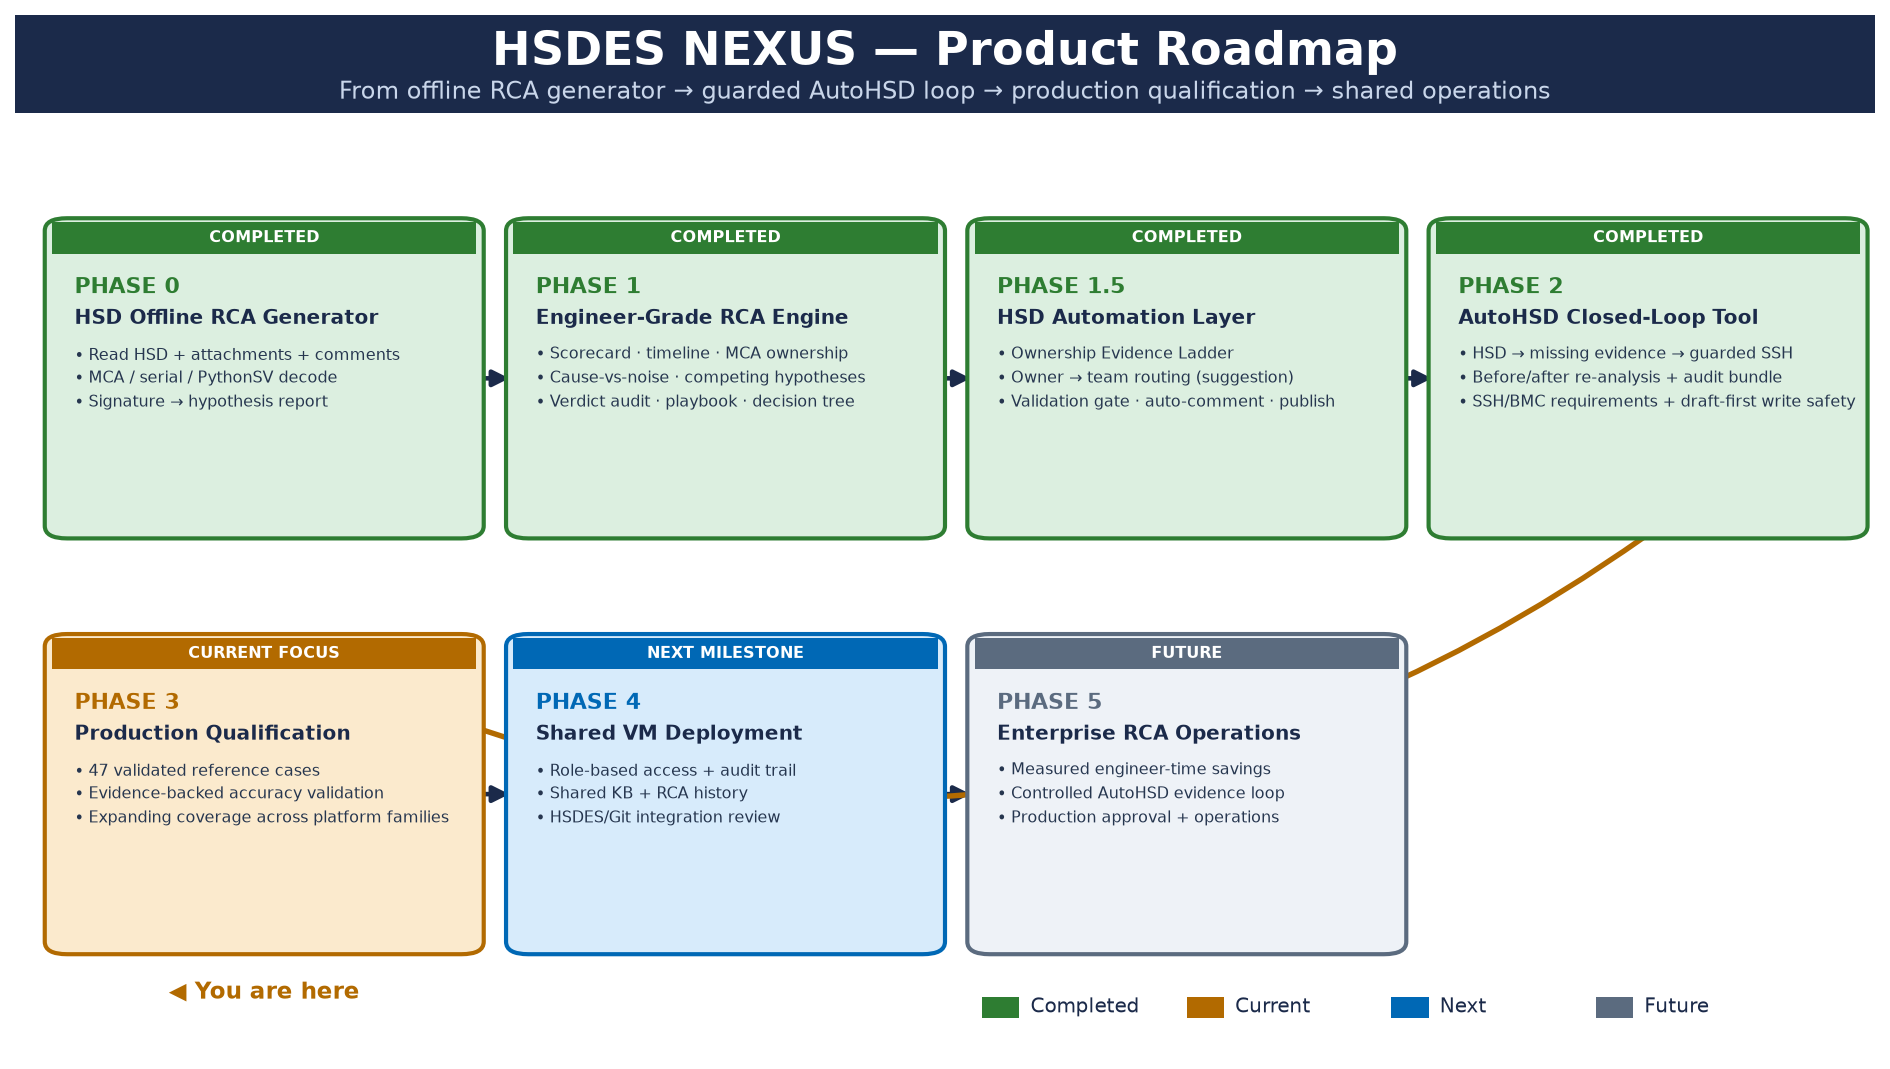 HSDES NEXUS — Product Roadmap
From offline RCA generator → guarded AutoHSD loop → production qualification → shared operations
COMPLETED
PHASE 0
HSD Offline RCA Generator
• Read HSD + attachments + comments
• MCA / serial / PythonSV decode
• Signature → hypothesis report
COMPLETED
PHASE 1
Engineer-Grade RCA Engine
• Scorecard · timeline · MCA ownership
• Cause-vs-noise · competing hypotheses
• Verdict audit · playbook · decision tree
COMPLETED
PHASE 1.5
HSD Automation Layer
• Ownership Evidence Ladder
• Owner → team routing (suggestion)
• Validation gate · auto-comment · publish
COMPLETED
PHASE 2
AutoHSD Closed-Loop Tool
• HSD → missing evidence → guarded SSH
• Before/after re-analysis + audit bundle
• SSH/BMC requirements + draft-first write safety
CURRENT FOCUS
PHASE 3
Production Qualification
• 47 validated reference cases
• Evidence-backed accuracy validation
• Expanding coverage across platform families
NEXT MILESTONE
PHASE 4
Shared VM Deployment
• Role-based access + audit trail
• Shared KB + RCA history
• HSDES/Git integration review
FUTURE
PHASE 5
Enterprise RCA Operations
• Measured engineer-time savings
• Controlled AutoHSD evidence loop
• Production approval + operations
◀ You are here
Completed
Current
Next
Future